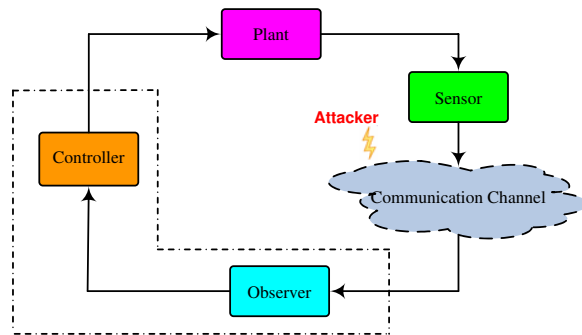 Plant
Sensor
Attacker
Controller
Communication Channel
Observer